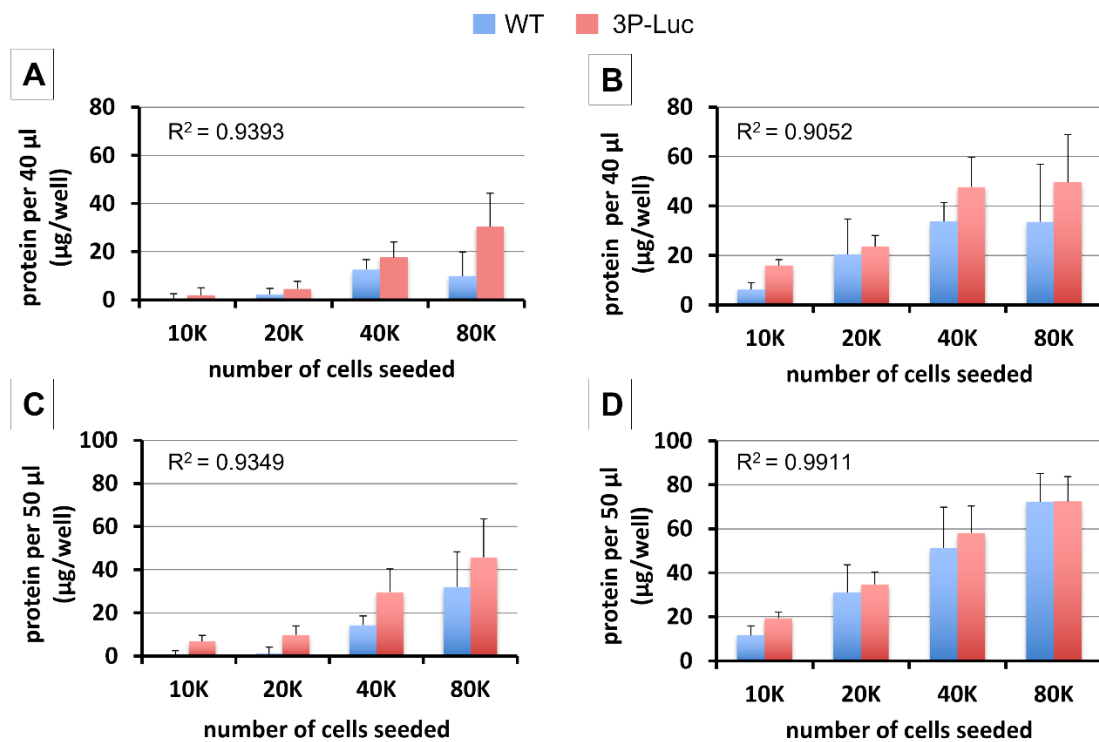 WT 3P-Luc
A
protein per 40 µl
(µg/well)
80
60
40
20
0
R² = 0.9393
10K 20K 40K 80K
number of cells seeded
B
protein per 40 µl
(µg/well)
80
60
40
20
0
R² = 0.9052
10K 20K 40K 80K
number of cells seeded
C
protein per 50 µl
(µg/well)
100
80
60
40
20
0
R² = 0.9349
10K 20K 40K 80K
number of cells seeded
D
protein per 50 µl
(µg/well)
100
80
60
40
20
0
R² = 0.9911
10K 20K 40K 80K
number of cells seeded